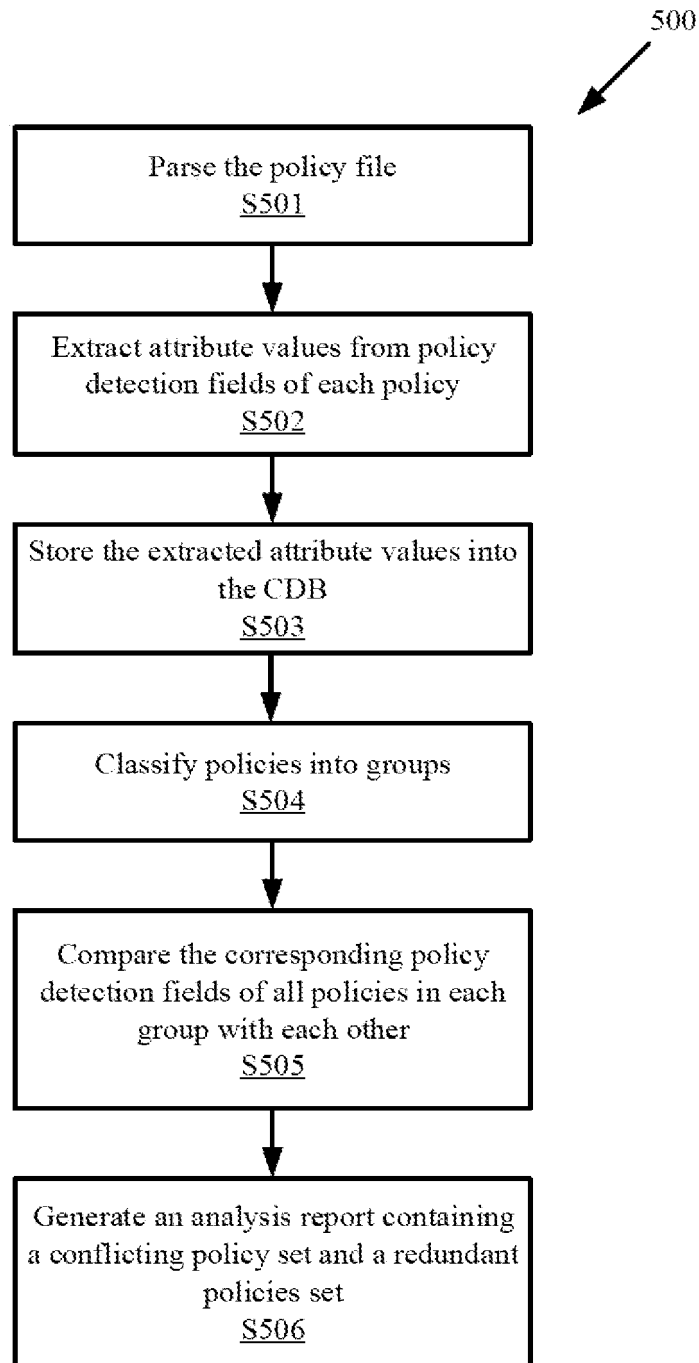 500
Parse the policy file
S501
Extract attribute values from policy
detection fields of each policy
S502
Store the extracted attribute values into
the CDB
S503
Classify policies into groups
S504
Compare the corresponding policy
detection fields of all policies in each
group with each other
S505
Generate an analysis report containing
a conflicting policy set and a redundant
policies set
S506